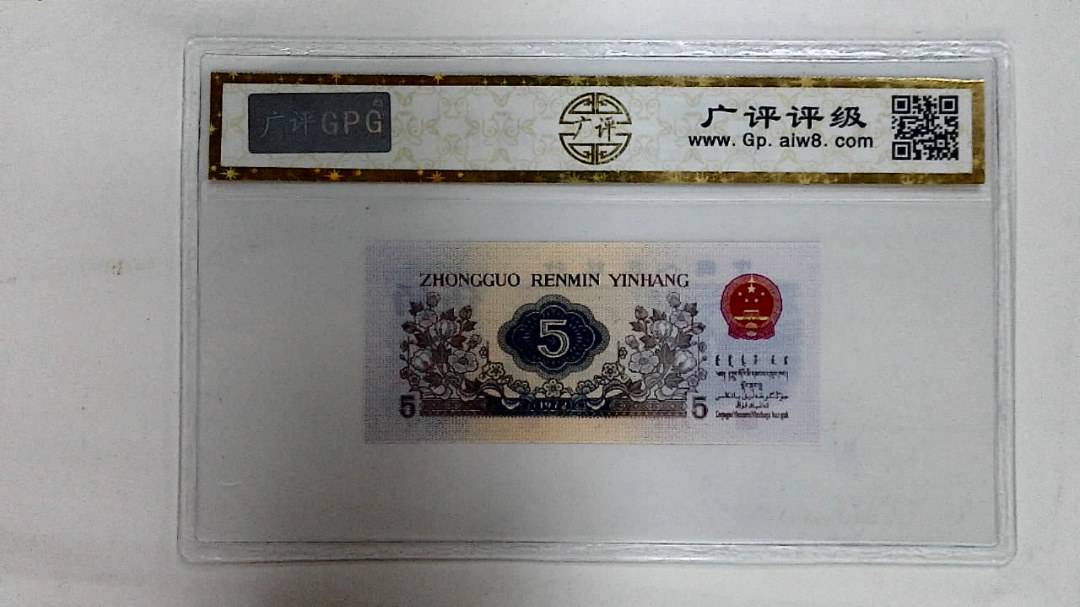 广评GPG
广评
广评评级
www. Gp. aiw8. com
ZHONGGUO RENMIN YINHANG
5
5
5